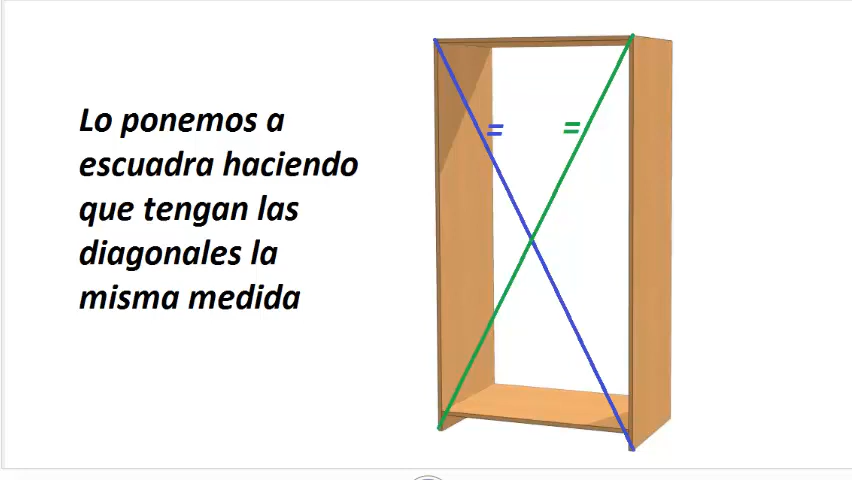 Lo ponemos a
escuadra haciendo
que tengan las
diagonales la
misma medida
= =